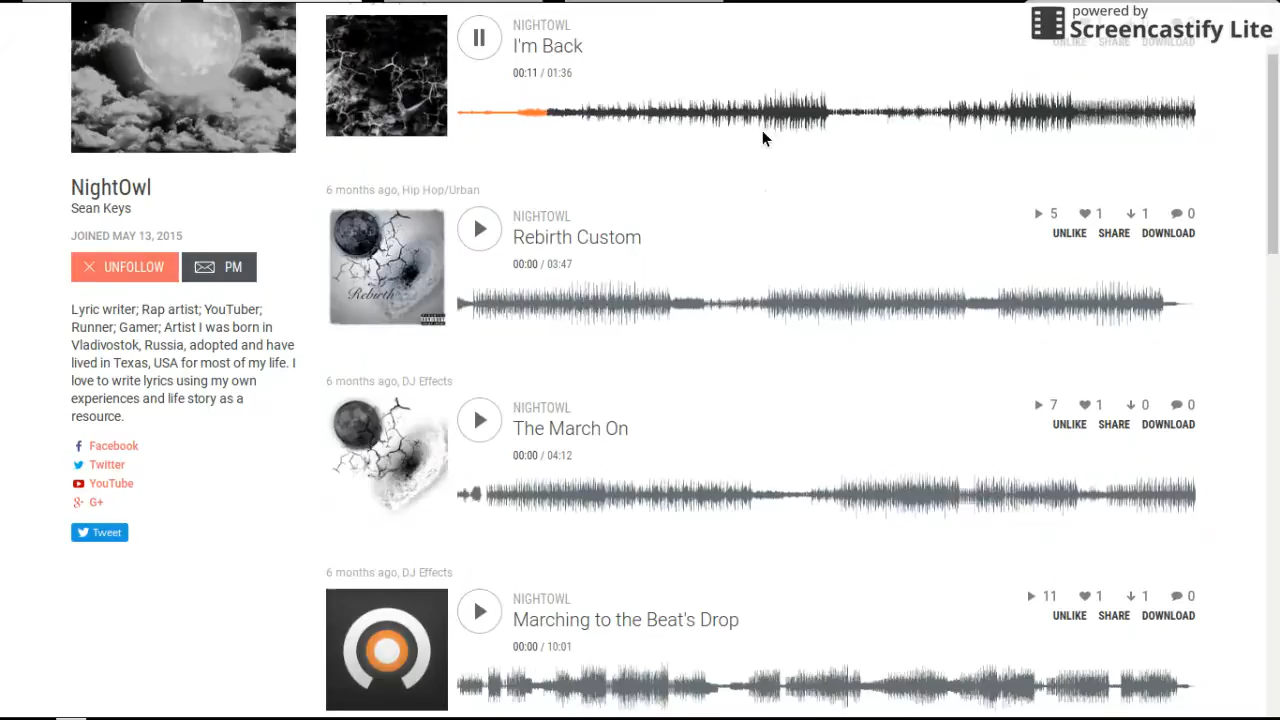 powered by
Screencastify Lite
NIGHTOWL
I'm Back
00:11 / 01:36
UNLIKE SHARE DOWNLOAD
NightOwl
Sean Keys
JOINED MAY 13, 2015
UNFOLLOW
PM
Lyric writer; Rap artist; YouTuber;
Runner; Gamer; Artist I was born in
Vladivostok, Russia, adopted and have
lived in Texas, USA for most of my life. I
love to write lyrics using my own
experiences and life story as a
resource.
Facebook
Twitter
YouTube
G+
Tweet
6 months ago, Hip Hop/Urban
Rebirth
NIGHTOWL
Rebirth Custom
00:00 / 03:47
5 1 1 0
UNLIKE SHARE DOWNLOAD
6 months ago, DJ Effects
NIGHTOWL
The March On
00:00 / 04:12
7 1 0 0
UNLIKE SHARE DOWNLOAD
6 months ago, DJ Effects
NIGHTOWL
Marching to the Beat's Drop
00:00 / 10:01
11 1 1 0
UNLIKE SHARE DOWNLOAD